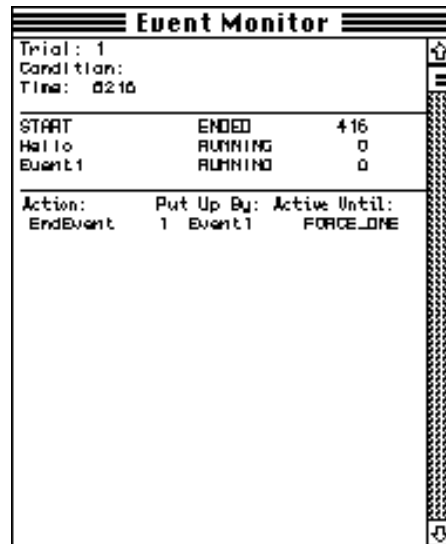 Event Monitor
Trial: 1
Condition:
Time: 6216
START ENDED 416
Hello RUNNING 0
Event1 RUNNING 0
Action: Put Up By: Active Until:
EndEvent 1 Event1 FORCE_ONE